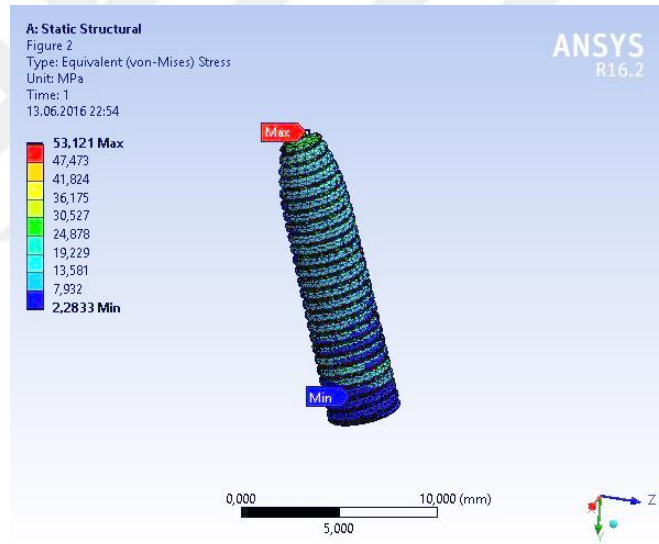 A: Static Structural
Figure 2
Type: Equivalent (von-Mises) Stress
Unit: MPa
Time: 1
13.06.2016 22:54
ANSYS
R16.2
53,121 Max
47,473
41,824
36,175
30,527
24,878
19,229
13,581
7,932
2,2833 Min
Max
Min
0,000
10,000 (mm)
5,000
Z
Y